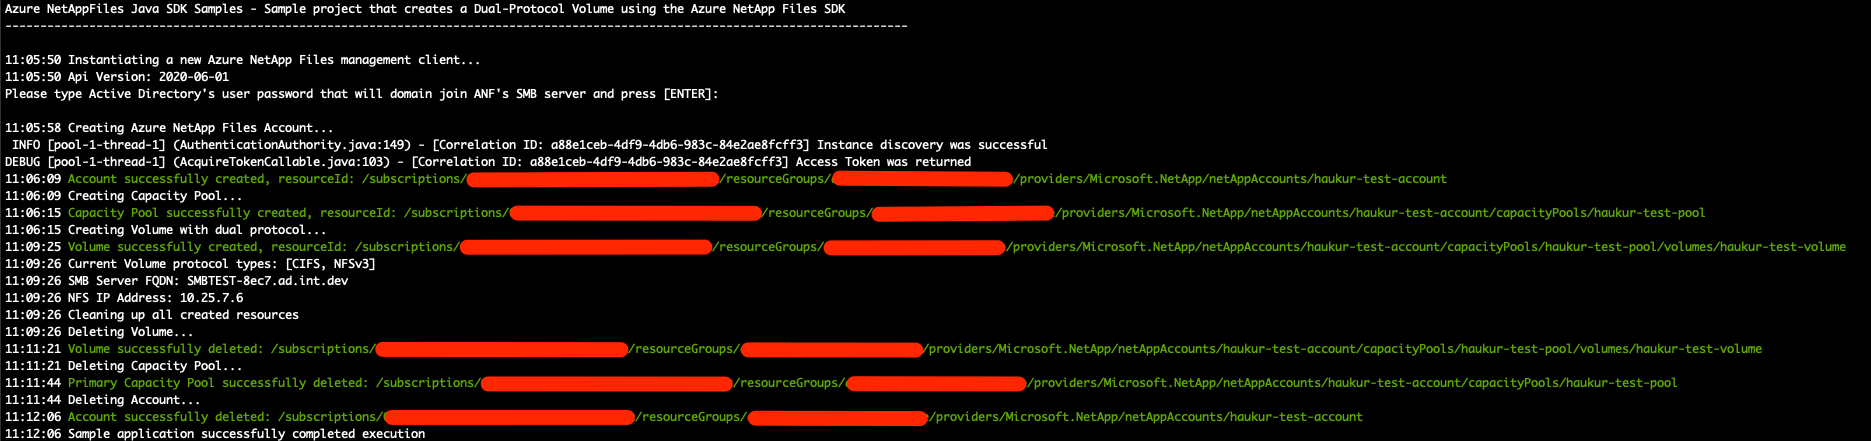 Azure NetAppFiles Java SDK Samples - Sample project that creates a Dual-Protocol Volume using the Azure NetApp Files SDK
---------------------------------------------------------------------------------------------------------------------------------
11:05:50 Instantiating a new Azure NetApp Files management client...
11:05:50 Api Version: 2020-06-01
Please type Active Directory's user password that will domain join ANF's SMB server and press [ENTER]:
11:05:58 Creating Azure NetApp Files Account...
INFO [pool-1-thread-1] (AuthenticationAuthority.java:149) - [Correlation ID: a88e1ceb-4df9-4db6-983c-84e2ae8fcff3] Instance discovery was successful
DEBUG [pool-1-thread-1] (AcquireTokenCallable.java:103) - [Correlation ID: a88e1ceb-4df9-4db6-983c-84e2ae8fcff3] Access Token was returned
11:06:09 Account successfully created, resourceId: /subscriptions/ /resourceGroups/ /providers/Microsoft.NetApp/netAppAccounts/haukur-test-account
11:06:09 Creating Capacity Pool...
11:06:15 Capacity Pool successfully created, resourceId: /subscriptions/ /resourceGroups/ /providers/Microsoft.NetApp/netAppAccounts/haukur-test-account/capacityPools/haukur-test-pool
11:06:15 Creating Volume with dual protocol...
11:09:25 Volume successfully created, resourceId: /subscriptions/ /resourceGroups/ /providers/Microsoft.NetApp/netAppAccounts/haukur-test-account/capacityPools/haukur-test-pool/volumes/haukur-test-volume
11:09:26 Current Volume protocol types: [CIFS, NFSv3]
11:09:26 SMB Server FQDN: SMBTEST-8ec7.ad.int.dev
11:09:26 NFS IP Address: 10.25.7.6
11:09:26 Cleaning up all created resources
11:09:26 Deleting Volume...
11:11:21 Volume successfully deleted: /subscriptions/ /resourceGroups/ /providers/Microsoft.NetApp/netAppAccounts/haukur-test-account/capacityPools/haukur-test-pool/volumes/haukur-test-volume
11:11:21 Deleting Capacity Pool...
11:11:44 Primary Capacity Pool successfully deleted: /subscriptions/ /resourceGroups/ /providers/Microsoft.NetApp/netAppAccounts/haukur-test-account/capacityPools/haukur-test-pool
11:11:44 Deleting Account...
11:12:06 Account successfully deleted: /subscriptions/ /resourceGroups/ /providers/Microsoft.NetApp/netAppAccounts/haukur-test-account
11:12:06 Sample application successfully completed execution